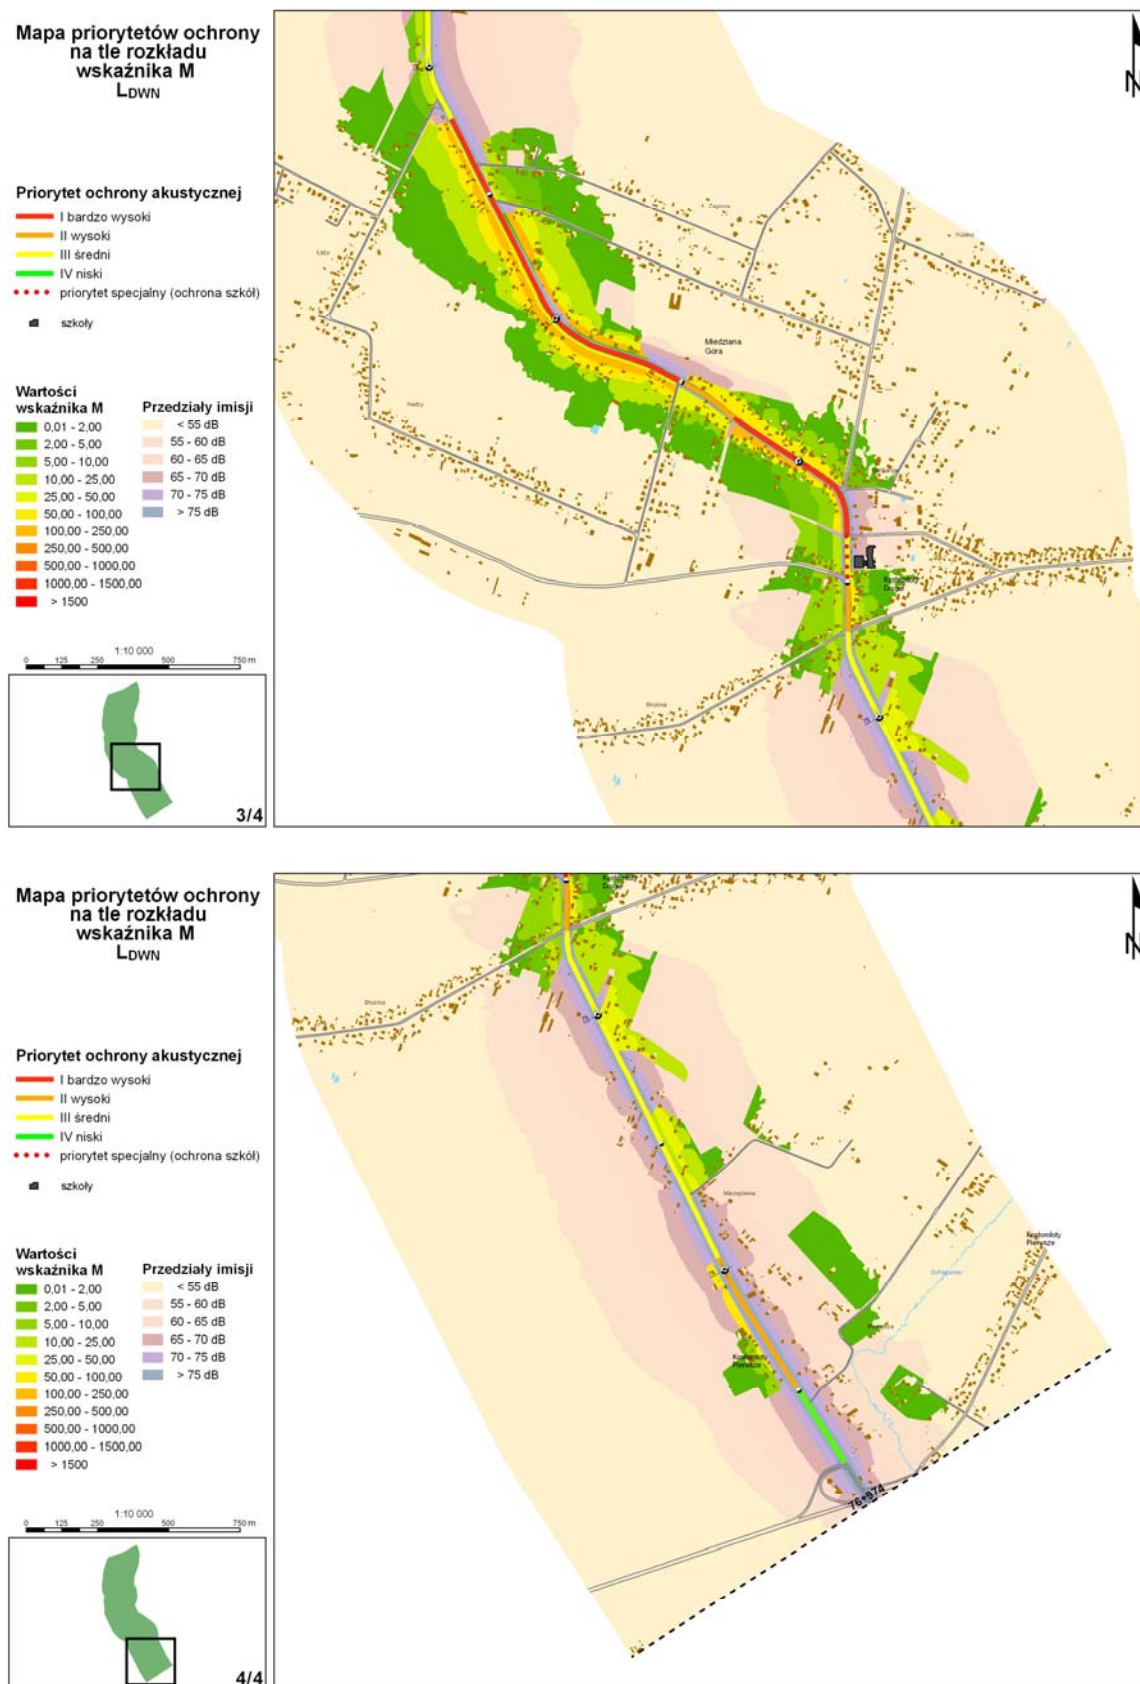 Mapa priorytetów ochrony
na tle rozkładu
wskaźnika M
LDWN
Priorytet ochrony akustycznej
I bardzo wysoki
II wysoki
III średni
IV niski
priorytet specjalny (ochrona szkół)
szkoły
Wartości
wskaźnika M
0,01 - 2,00
2,00 - 5,00
5,00 - 10,00
10,00 - 25,00
25,00 - 50,00
50,00 - 100,00
100,00 - 250,00
250,00 - 500,00
500,00 - 1000,00
1000,00 - 1500,00
> 1500
Przedziały imisji
< 55 dB
55 - 60 dB
60 - 65 dB
65 - 70 dB
70 - 75 dB
> 75 dB
1:10 000
0 125 250 500 750 m
3/4
N
Miedziana
Góra
Kostomłoty
Drugie
Mapa priorytetów ochrony
na tle rozkładu
wskaźnika M
LDWN
Priorytet ochrony akustycznej
I bardzo wysoki
II wysoki
III średni
IV niski
priorytet specjalny (ochrona szkół)
szkoły
Wartości
wskaźnika M
0,01 - 2,00
2,00 - 5,00
5,00 - 10,00
10,00 - 25,00
25,00 - 50,00
50,00 - 100,00
100,00 - 250,00
250,00 - 500,00
500,00 - 1000,00
1000,00 - 1500,00
> 1500
Przedziały imisji
< 55 dB
55 - 60 dB
60 - 65 dB
65 - 70 dB
70 - 75 dB
> 75 dB
1:10 000
0 125 250 500 750 m
4/4
N
Kostomłoty
Drugie
Kostomłoty
Pierwsze
Kostomłoty
Pierwsze
76+974